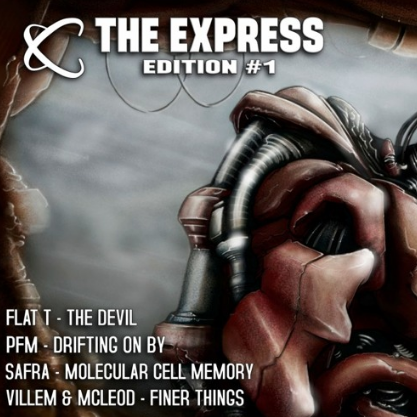 THE EXPRESS
EDITION #1
FLAT T - THE DEVIL
PFM - DRIFTING ON BY
SAFRA - MOLECULAR CELL MEMORY
VILLEM & MCLEOD - FINER THINGS